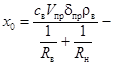 x₀ = (c_в V_пр δ_пр ρ_в) / (1/R_в + 1/R_н) −